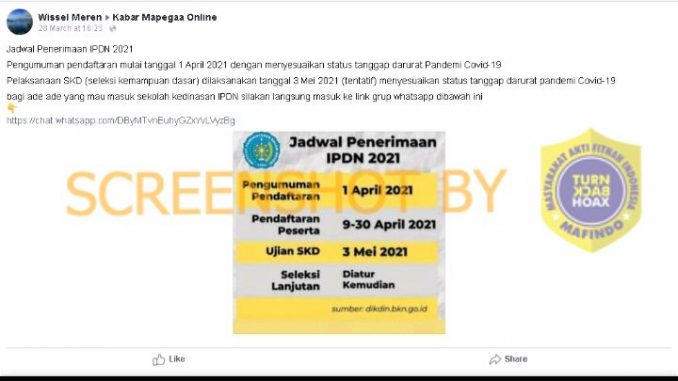 Wissel Meren ▸ Kabar Mapegaa Online
28 March at 16:23
Jadwal Penerimaan IPDN 2021
Pengumuman pendaftaran mulai tanggal 1 April 2021 dengan menyesuaikan status tanggap darurat Pandemi Covid-19
Pelaksanaan SKD (seleksi kemampuan dasar) dilaksanakan tanggal 3 Mei 2021 (tentatif) menyesuaikan status tanggap darurat pandemi Covid-19
bagi ade ade yang mau masuk sekolah kedinasan IPDN silakan langsung masuk ke link grup whatsapp dibawah ini
👇
Jadwal Penerimaan
IPDN 2021
Pengumuman
Pendaftaran
1 April 2021
Pendaftaran
Peserta
9-30 April 2021
Ujian SKD
3 Mei 2021
Seleksi
Lanjutan
Diatur
Kemudian
sumber: dikdin.bkn.go.id
SCREENSHOT BY
MASYARAKAT ANTI FITNAH INDONESIA
TURN
BACK
HOAX
MAFINDO
Like
Share